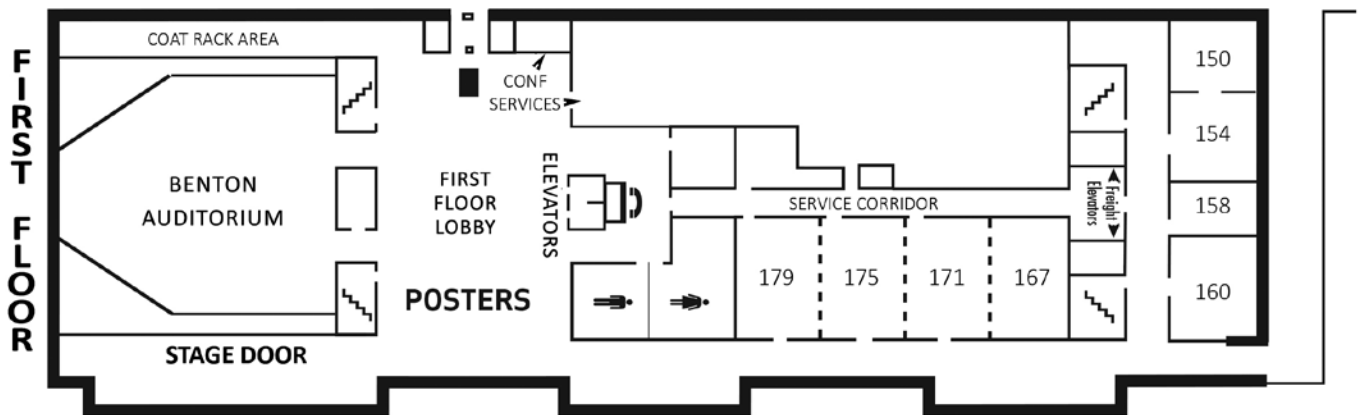 FIRST FLOOR
COAT RACK AREA
CONF
SERVICES
BENTON
AUDITORIUM
FIRST
FLOOR
LOBBY
ELEVATORS
POSTERS
STAGE DOOR
SERVICE CORRIDOR
179
175
171
167
Freight
Elevators
150
154
158
160